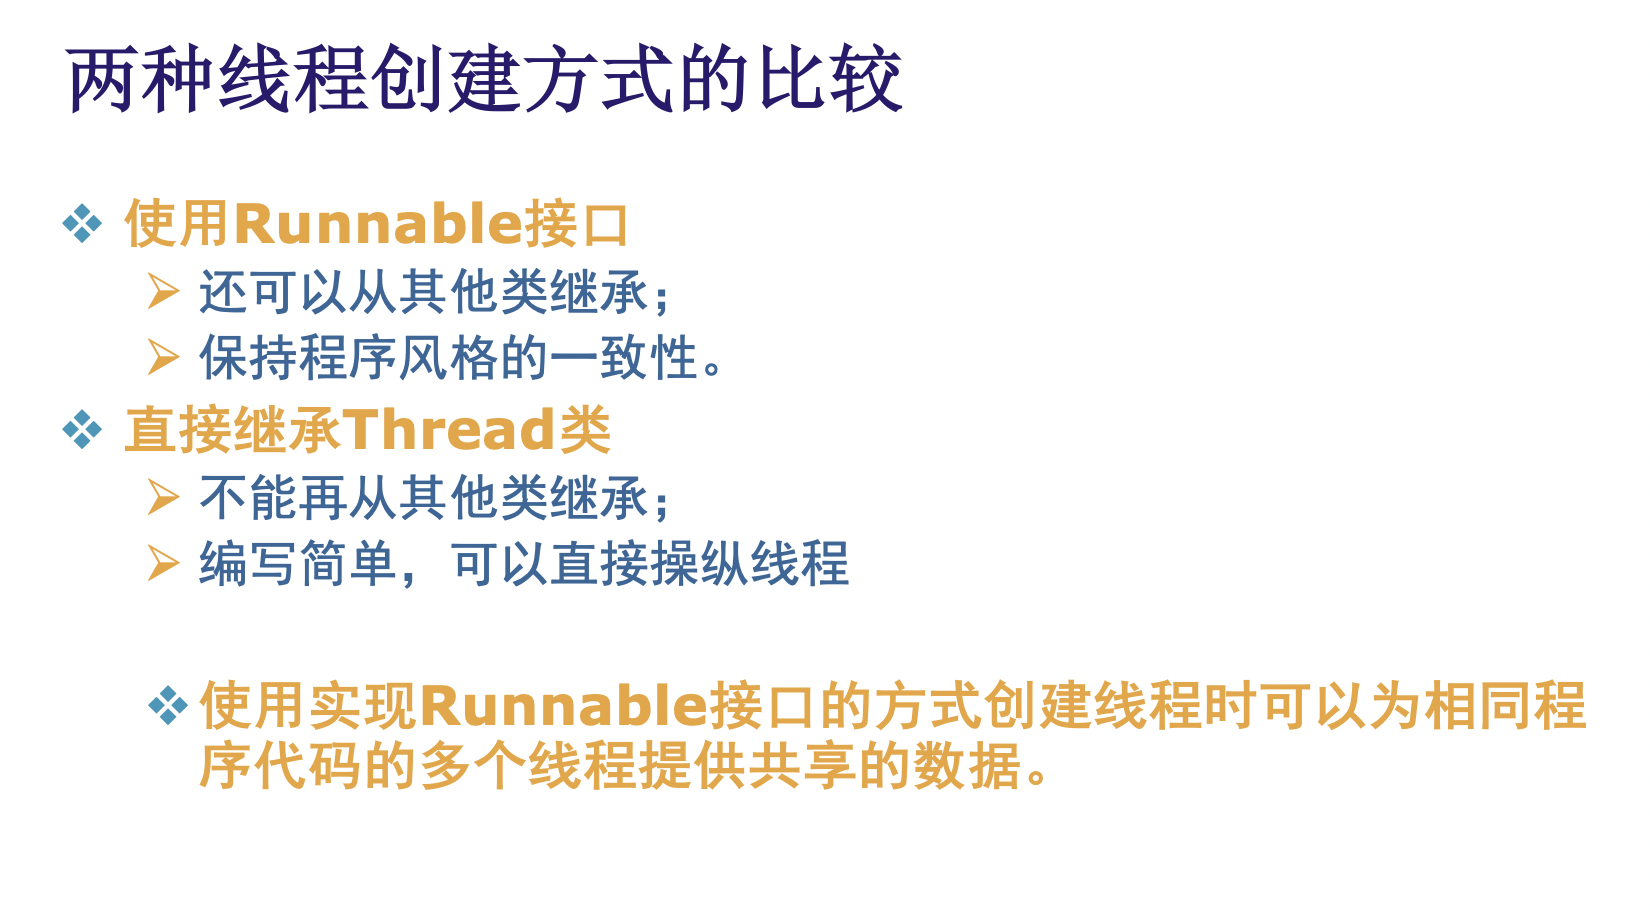 两种线程创建方式的比较
使用Runnable接口
还可以从其他类继承；
保持程序风格的一致性。
直接继承Thread类
不能再从其他类继承；
编写简单，可以直接操纵线程
使用实现Runnable接口的方式创建线程时可以为相同程
序代码的多个线程提供共享的数据。